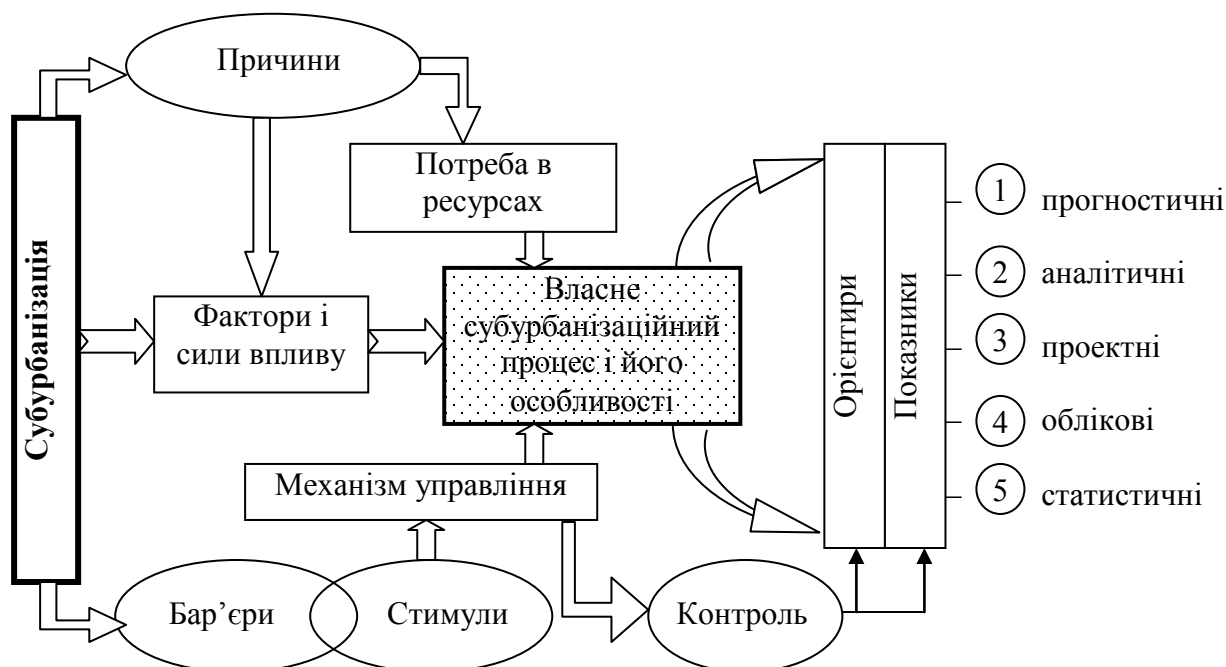 Причини
Потреба в
ресурсах
Субурбанізація
Фактори і
сили впливу
Власне
субурбанізаційний
процес і його
особливості
Механізм управління
Бар’єри
Стимули
Контроль
Орієнтири
Показники
1 прогностичні
2 аналітичні
3 проектні
4 облікові
5 статистичні